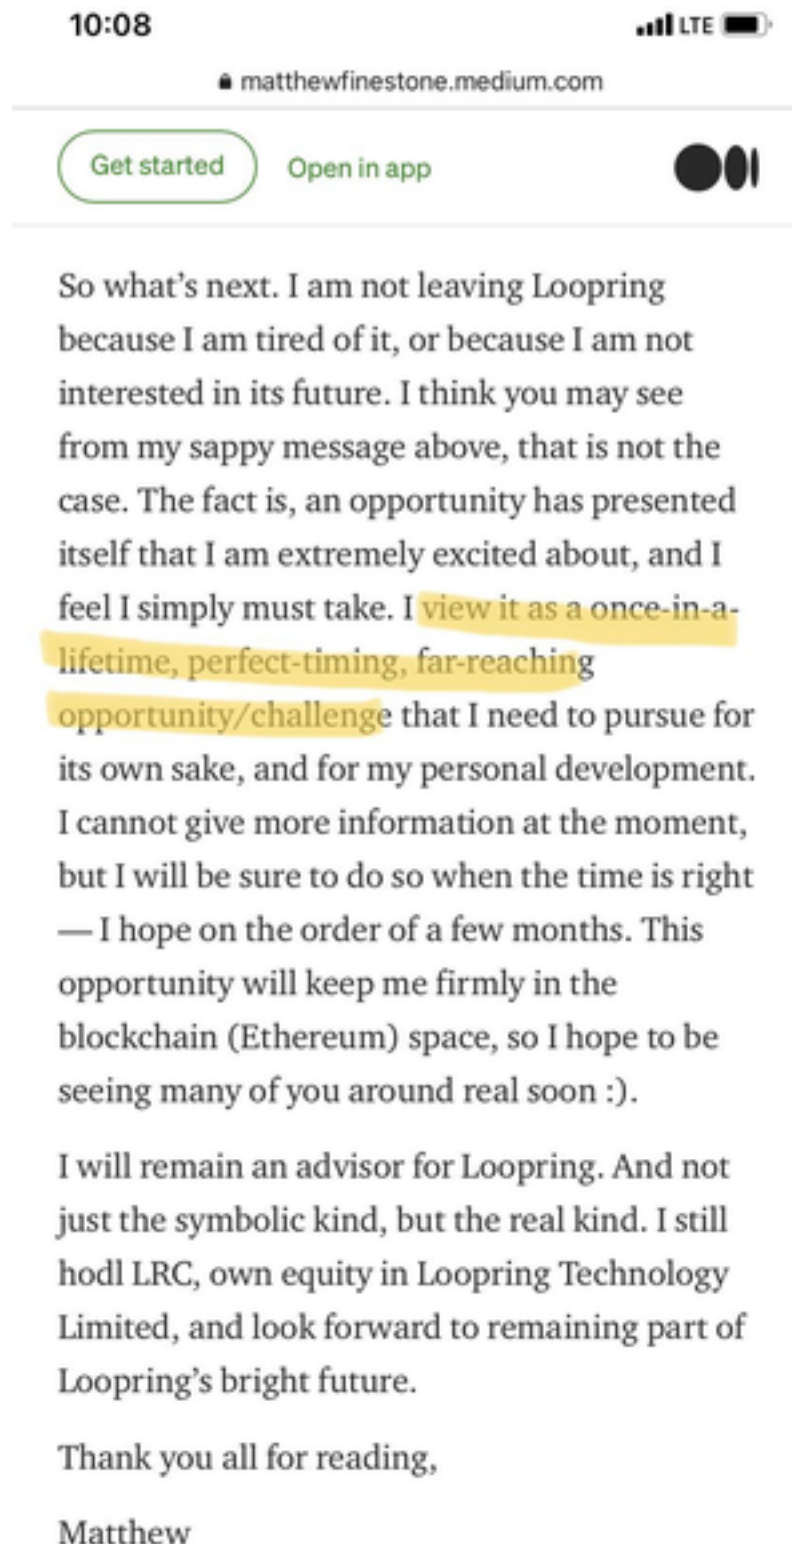 10:08
LTE
matthewfinestone.medium.com
Get started
Open in app
So what's next. I am not leaving Loopring
because I am tired of it, or because I am not
interested in its future. I think you may see
from my sappy message above, that is not the
case. The fact is, an opportunity has presented
itself that I am extremely excited about, and I
feel I simply must take. I view it as a once-in-a-
lifetime, perfect-timing, far-reaching
opportunity/challenge that I need to pursue for
its own sake, and for my personal development.
I cannot give more information at the moment,
but I will be sure to do so when the time is right
— I hope on the order of a few months. This
opportunity will keep me firmly in the
blockchain (Ethereum) space, so I hope to be
seeing many of you around real soon :).
I will remain an advisor for Loopring. And not
just the symbolic kind, but the real kind. I still
hodl LRC, own equity in Loopring Technology
Limited, and look forward to remaining part of
Loopring's bright future.
Thank you all for reading,
Matthew